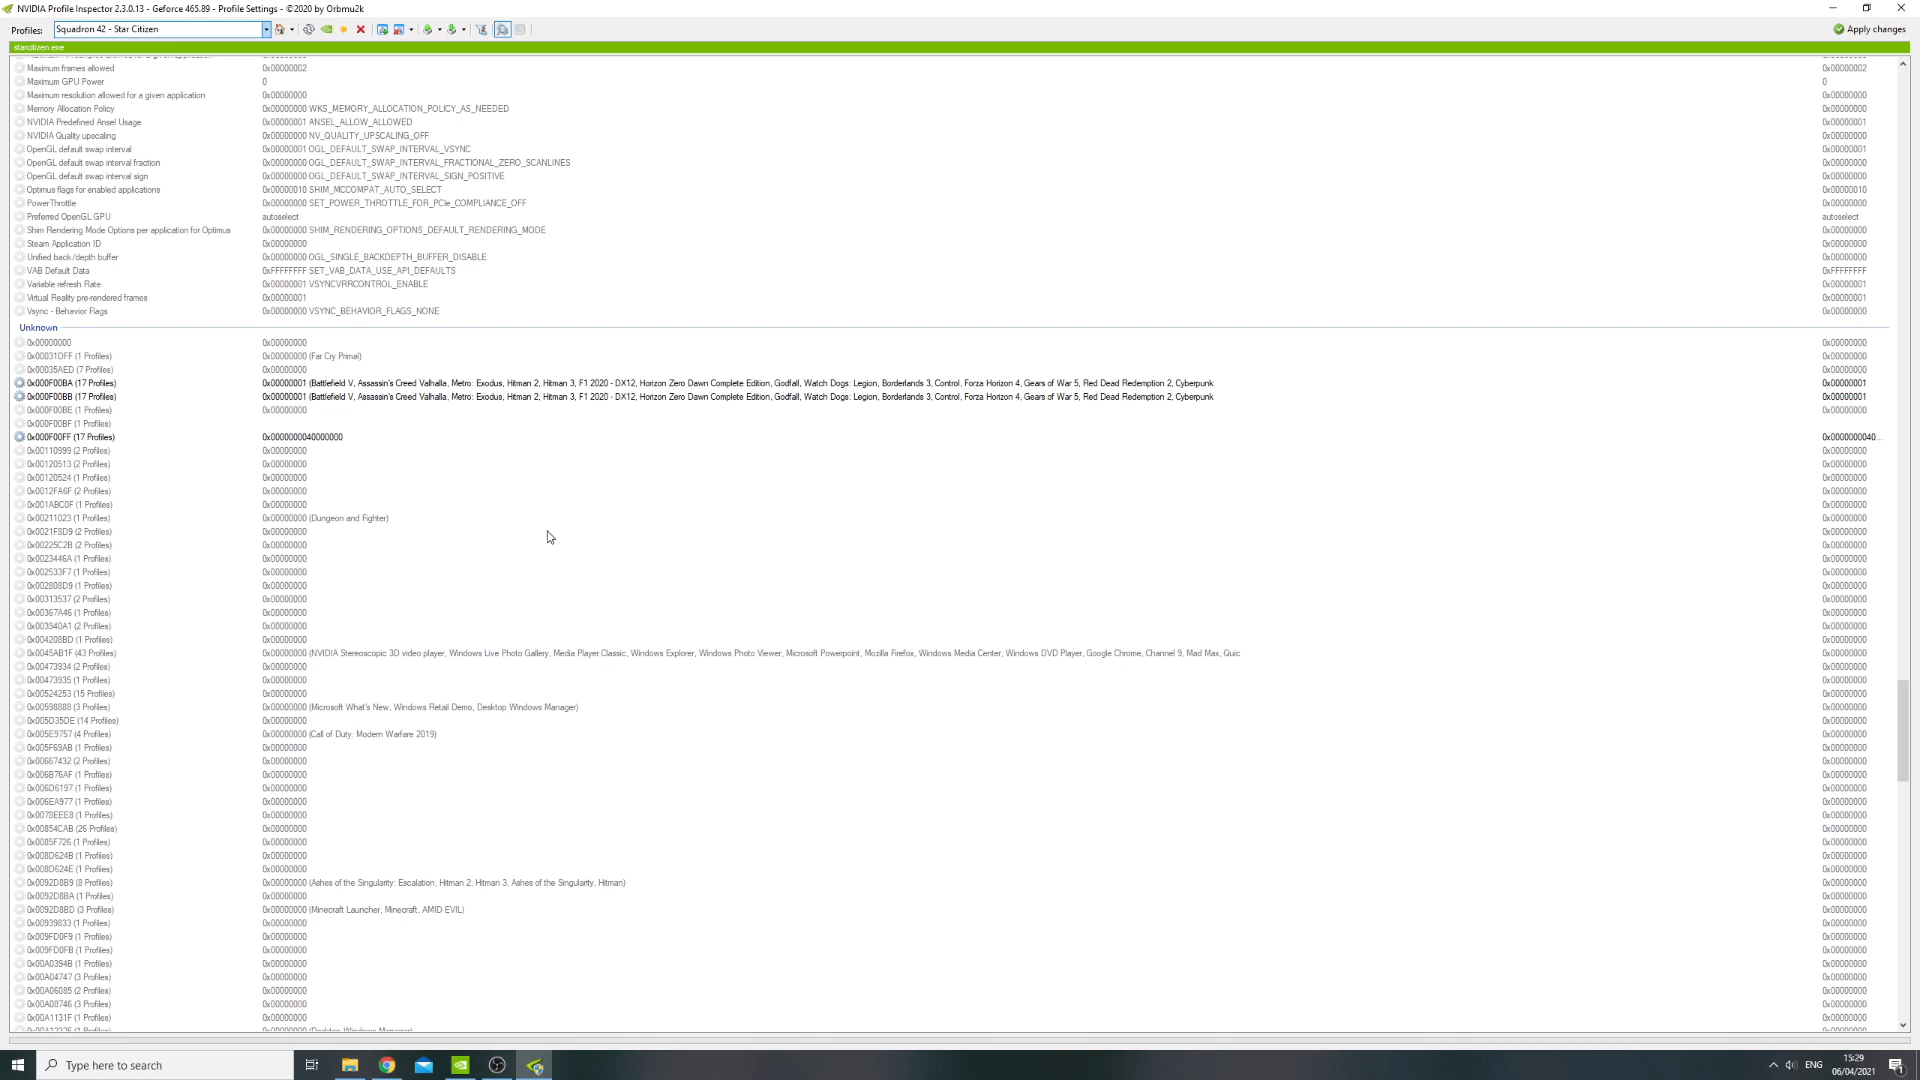 NVIDIA Profile Inspector 2.3.0.13 - Geforce 465.89 - Profile Settings - ©2020 by Orbmu2k
Profiles: Squadron 42 - Star Citizen Apply changes
starcitizen.exe
Maximum frames allowed 0x00000002 0x00000002
Maximum GPU Power 0 0
Maximum resolution allowed for a given application 0x00000000 0x00000000
Memory Allocation Policy 0x00000000 WKS_MEMORY_ALLOCATION_POLICY_AS_NEEDED 0x00000000
NVIDIA Predefined Ansel Usage 0x00000001 ANSEL_ALLOW_ALLOWED 0x00000001
NVIDIA Quality upscaling 0x00000000 NV_QUALITY_UPSCALING_OFF 0x00000000
OpenGL default swap interval 0x00000001 OGL_DEFAULT_SWAP_INTERVAL_VSYNC 0x00000001
OpenGL default swap interval fraction 0x00000000 OGL_DEFAULT_SWAP_INTERVAL_FRACTIONAL_ZERO_SCANLINES 0x00000000
OpenGL default swap interval sign 0x00000000 OGL_DEFAULT_SWAP_INTERVAL_SIGN_POSITIVE 0x00000000
Optimus flags for enabled applications 0x00000010 SHIM_MCCOMPAT_AUTO_SELECT 0x00000010
PowerThrottle 0x00000000 SET_POWER_THROTTLE_FOR_PCIe_COMPLIANCE_OFF 0x00000000
Preferred OpenGL GPU autoselect autoselect
Shim Rendering Mode Options per application for Optimus 0x00000000 SHIM_RENDERING_OPTIONS_DEFAULT_RENDERING_MODE 0x00000000
Steam Application ID 0x00000000 0x00000000
Unified back/depth buffer 0x00000000 OGL_SINGLE_BACKDEPTH_BUFFER_DISABLE 0x00000000
VAB Default Data 0xFFFFFFFF SET_VAB_DATA_USE_API_DEFAULTS 0xFFFFFFFF
Variable refresh Rate 0x00000001 VSYNCVRRCONTROL_ENABLE 0x00000001
Virtual Reality pre-rendered frames 0x00000001 0x00000001
Vsync - Behavior Flags 0x00000000 VSYNC_BEHAVIOR_FLAGS_NONE 0x00000000
Unknown
0x00000000 0x00000000 0x00000000
0x00031DFF (1 Profiles) 0x00000000 (Far Cry Primal) 0x00000000
0x00035AED (7 Profiles) 0x00000000 0x00000000
0x000F00BA (17 Profiles) 0x00000001 (Battlefield V, Assassin's Creed Valhalla, Metro: Exodus, Hitman 2, Hitman 3, F1 2020 - DX12, Horizon Zero Dawn Complete Edition, Godfall, Watch Dogs: Legion, Borderlands 3, Control, Forza Horizon 4, Gears of War 5, Red Dead Redemption 2, Cyberpunk 0x00000001
0x000F00BB (17 Profiles) 0x00000001 (Battlefield V, Assassin's Creed Valhalla, Metro: Exodus, Hitman 2, Hitman 3, F1 2020 - DX12, Horizon Zero Dawn Complete Edition, Godfall, Watch Dogs: Legion, Borderlands 3, Control, Forza Horizon 4, Gears of War 5, Red Dead Redemption 2, Cyberpunk 0x00000001
0x000F00BE (1 Profiles) 0x00000000 0x00000000
0x000F00BF (1 Profiles)
0x000F00FF (17 Profiles) 0x0000000040000000 0x0000000040...
0x00110999 (2 Profiles) 0x00000000 0x00000000
0x00120513 (2 Profiles) 0x00000000 0x00000000
0x00120524 (1 Profiles) 0x00000000 0x00000000
0x0012FA6F (2 Profiles) 0x00000000 0x00000000
0x001ABC0F (1 Profiles) 0x00000000 0x00000000
0x00211023 (1 Profiles) 0x00000000 (Dungeon and Fighter) 0x00000000
0x0021F8D9 (2 Profiles) 0x00000000 0x00000000
0x00225C2B (2 Profiles) 0x00000000 0x00000000
0x0023446A (1 Profiles) 0x00000000 0x00000000
0x002533F7 (1 Profiles) 0x00000000 0x00000000
0x002808D9 (1 Profiles) 0x00000000 0x00000000
0x00313537 (2 Profiles) 0x00000000 0x00000000
0x00367A46 (1 Profiles) 0x00000000 0x00000000
0x003940A1 (2 Profiles) 0x00000000 0x00000000
0x004208BD (1 Profiles) 0x00000000 0x00000000
0x0045AB1F (43 Profiles) 0x00000000 (NVIDIA Stereoscopic 3D video player, Windows Live Photo Gallery, Media Player Classic, Windows Explorer, Windows Photo Viewer, Microsoft Powerpoint, Mozilla Firefox, Windows Media Center, Windows DVD Player, Google Chrome, Channel 9, Mad Max, Quic 0x00000000
0x00473934 (2 Profiles) 0x00000000 0x00000000
0x00473935 (1 Profiles) 0x00000000 0x00000000
0x00524253 (15 Profiles) 0x00000000 0x00000000
0x00598888 (3 Profiles) 0x00000000 (Microsoft What's New, Windows Retail Demo, Desktop Windows Manager) 0x00000000
0x005D35DE (14 Profiles) 0x00000000 0x00000000
0x005E9757 (4 Profiles) 0x00000000 (Call of Duty: Modern Warfare 2019) 0x00000000
0x005F69AB (1 Profiles) 0x00000000 0x00000000
0x00667432 (2 Profiles) 0x00000000 0x00000000
0x006B76AF (1 Profiles) 0x00000000 0x00000000
0x006D6197 (1 Profiles) 0x00000000 0x00000000
0x006EA977 (1 Profiles) 0x00000000 0x00000000
0x0078EEE8 (1 Profiles) 0x00000000 0x00000000
0x00854CAB (26 Profiles) 0x00000000 0x00000000
0x0085F726 (1 Profiles) 0x00000000 0x00000000
0x008D624B (1 Profiles) 0x00000000 0x00000000
0x008D624E (1 Profiles) 0x00000000 0x00000000
0x0092D8B9 (8 Profiles) 0x00000000 (Ashes of the Singularity: Escalation, Hitman 2, Hitman 3, Ashes of the Singularity, Hitman) 0x00000000
0x0092D8BA (1 Profiles) 0x00000000 0x00000000
0x0092D8BD (3 Profiles) 0x00000000 (Minecraft Launcher, Minecraft, AMID EVIL) 0x00000000
0x00939833 (1 Profiles) 0x00000000 0x00000000
0x009FD0F9 (1 Profiles) 0x00000000 0x00000000
0x009FD0FB (1 Profiles) 0x00000000 0x00000000
0x00A0394B (1 Profiles) 0x00000000 0x00000000
0x00A04747 (3 Profiles) 0x00000000 0x00000000
0x00A06085 (2 Profiles) 0x00000000 0x00000000
0x00A08746 (3 Profiles) 0x00000000 0x00000000
0x00A1131F (1 Profiles) 0x00000000 0x00000000
Type here to search ENG 15:29
06/04/2021